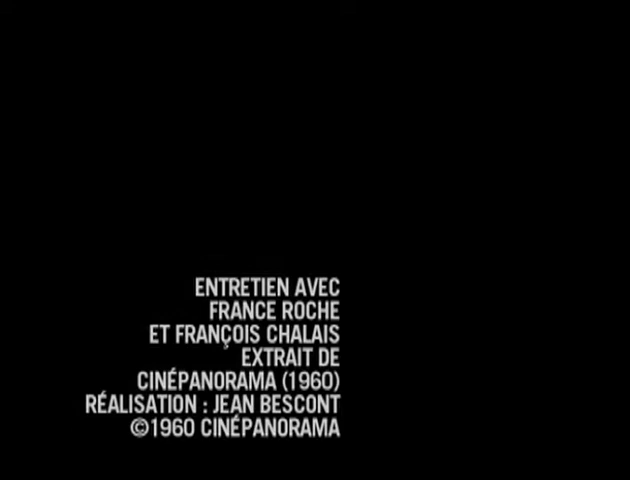 ENTRETIEN AVEC
FRANCE ROCHE
ET FRANÇOIS CHALAIS
EXTRAIT DE
CINÉPANORAMA (1960)
RÉALISATION : JEAN BESCONT
©1960 CINÉPANORAMA